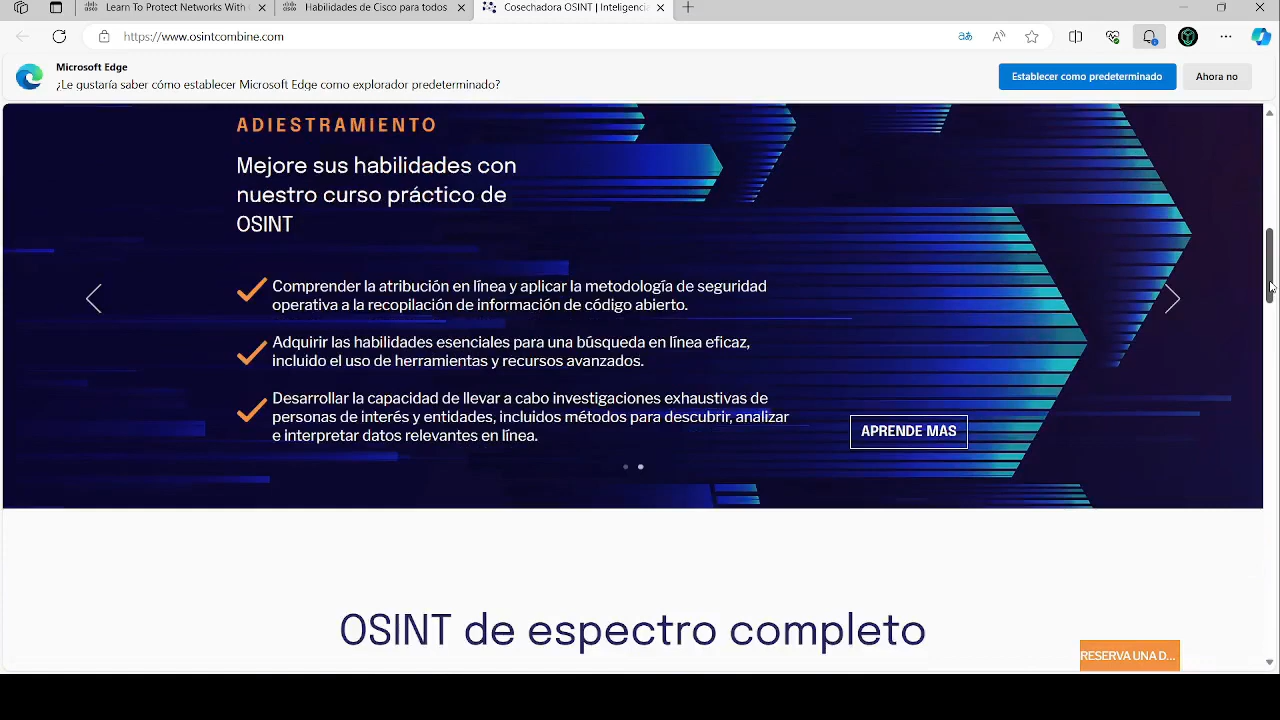 Learn To Protect Networks With
Habilidades de Cisco para todos
Cosechadora OSINT | Inteligencia
https://www.osintcombine.com
Microsoft Edge
¿Le gustaría saber cómo establecer Microsoft Edge como explorador predeterminado?
Establecer como predeterminado
Ahora no
ADIESTRAMIENTO
Mejore sus habilidades con
nuestro curso práctico de
OSINT
Comprender la atribución en línea y aplicar la metodología de seguridad
operativa a la recopilación de información de código abierto.
Adquirir las habilidades esenciales para una búsqueda en línea eficaz,
incluido el uso de herramientas y recursos avanzados.
Desarrollar la capacidad de llevar a cabo investigaciones exhaustivas de
personas de interés y entidades, incluidos métodos para descubrir, analizar
e interpretar datos relevantes en línea.
APRENDE MAS
OSINT de espectro completo
RESERVA UNA D...